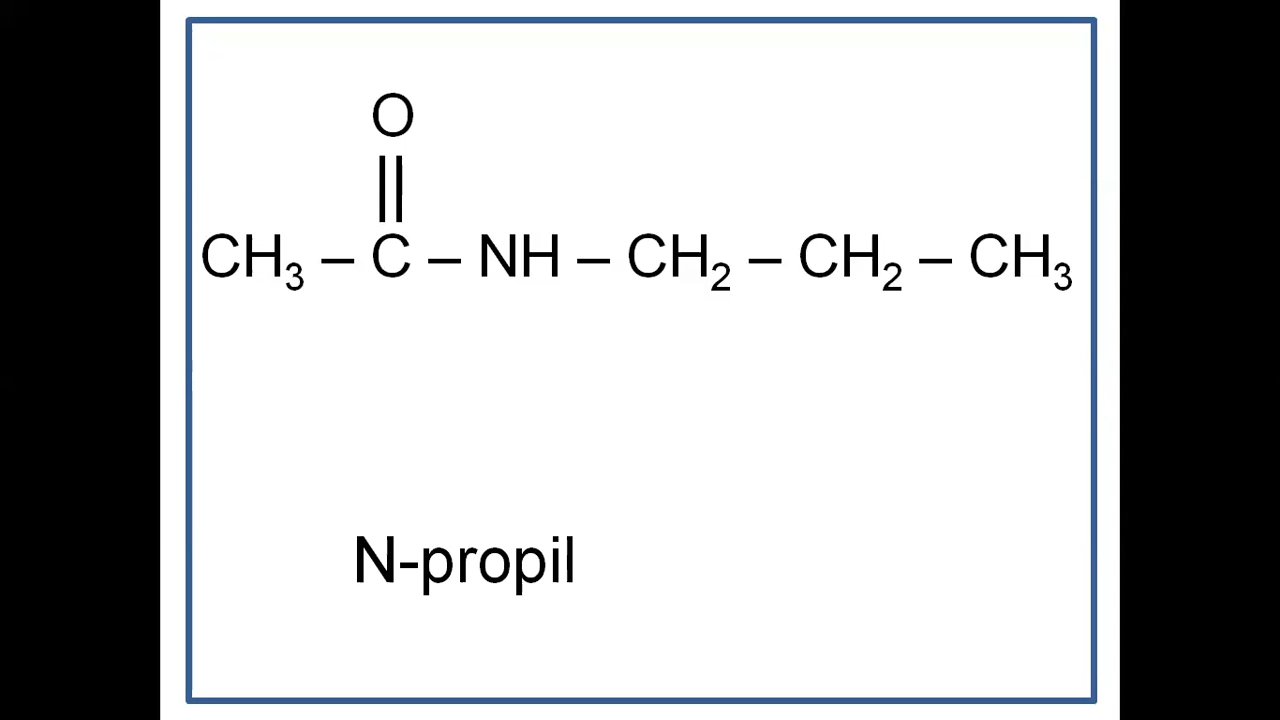 O
||
CH₃ – C – NH – CH₂ – CH₂ – CH₃
N-propil